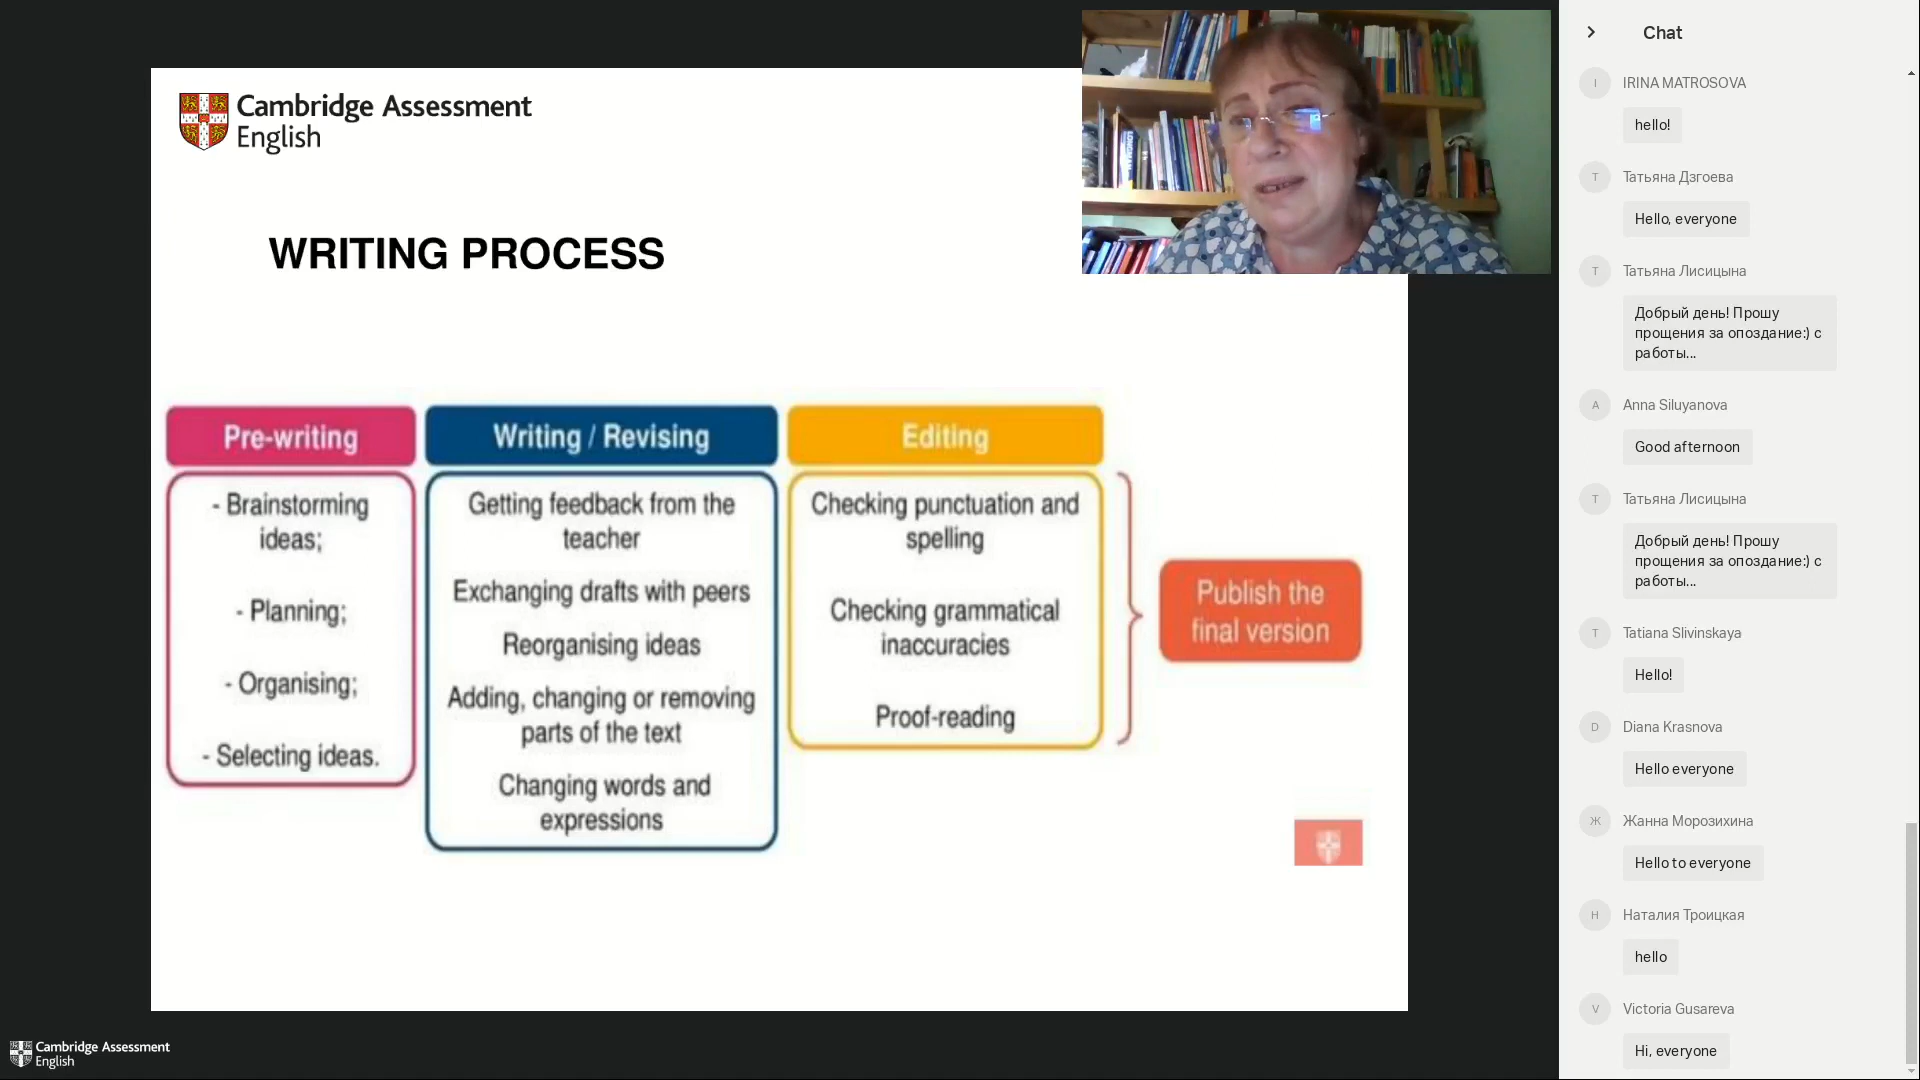 Cambridge Assessment
English
WRITING PROCESS
Pre-writing
- Brainstorming
ideas;
- Planning;
- Organising;
- Selecting ideas.
Writing / Revising
Getting feedback from the
teacher
Exchanging drafts with peers
Reorganising ideas
Adding, changing or removing
parts of the text
Changing words and
expressions
Editing
Checking punctuation and
spelling
Checking grammatical
inaccuracies
Proof-reading
Publish the
final version
Cambridge Assessment
English
Chat
I
IRINA MATROSOVA
hello!
Т
Татьяна Дзгоева
Hello, everyone
Т
Татьяна Лисицына
Добрый день! Прошу
прощения за опоздание:) с
работы...
A
Anna Siluyanova
Good afternoon
Т
Татьяна Лисицына
Добрый день! Прошу
прощения за опоздание:) с
работы...
T
Tatiana Slivinskaya
Hello!
D
Diana Krasnova
Hello everyone
Ж
Жанна Морозихина
Hello to everyone
Н
Наталия Троицкая
hello
V
Victoria Gusareva
Hi, everyone